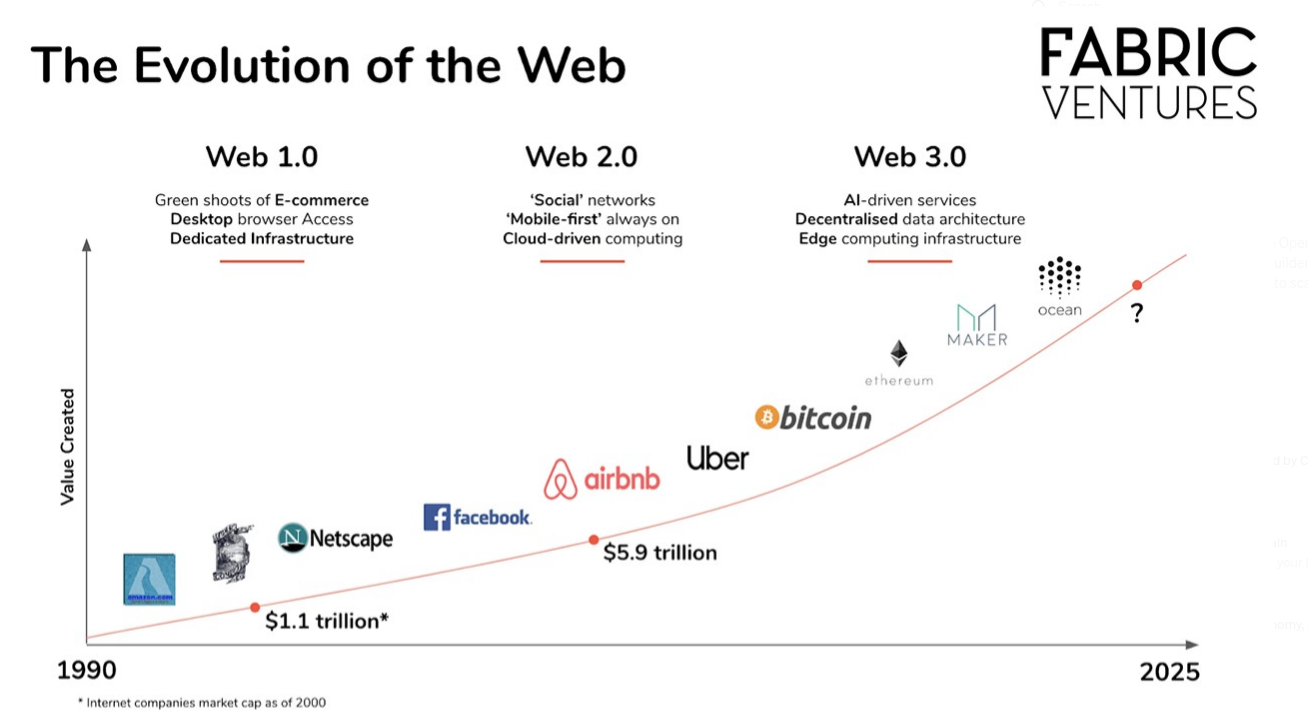 The Evolution of the Web
FABRIC
VENTURES
Web 1.0
Green shoots of E-commerce
Desktop browser Access
Dedicated Infrastructure
Web 2.0
‘Social’ networks
‘Mobile-first’ always on
Cloud-driven computing
Web 3.0
AI-driven services
Decentralised data architecture
Edge computing infrastructure
Value Created
ocean
?
MAKER
ethereum
bitcoin
Uber
airbnb
facebook.
Netscape
amazon.com
$5.9 trillion
$1.1 trillion*
1990
2025
* Internet companies market cap as of 2000